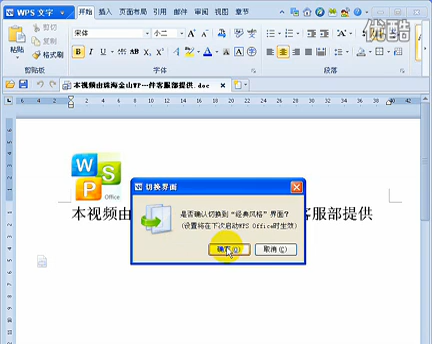 WPS 文字
开始
插入
页面布局
引用
邮件
审阅
视图
优酷
粘贴
剪切
复制
格式刷
宋体
小二
剪贴板
字体
段落
本视频由珠海金山WP一件客服部提供.doc
W S P Office
本视频由
客服部提供
切换界面
是否确认切换到“经典风格”界面?
(设置将在下次启动WPS Office时生效)
取消(C)